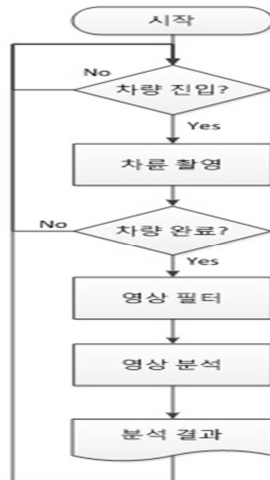 시작
No
차량 진입?
Yes
차륜 촬영
No
차량 완료?
Yes
영상 필터
영상 분석
분석 결과